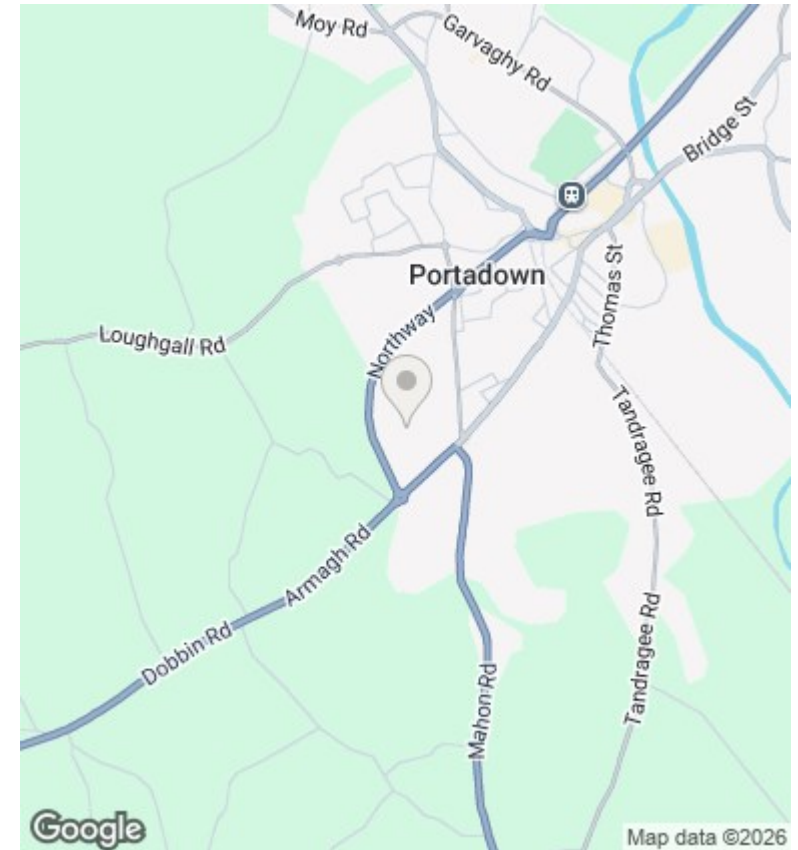 Moy Rd
Garvaghy Rd
Bridge St
Portadown
Thomas St
Northway
Loughgall Rd
Tandragee Rd
Armagh Rd
Dobbin Rd
Mahon Rd
Tandragee Rd
Google
Map data ©2026